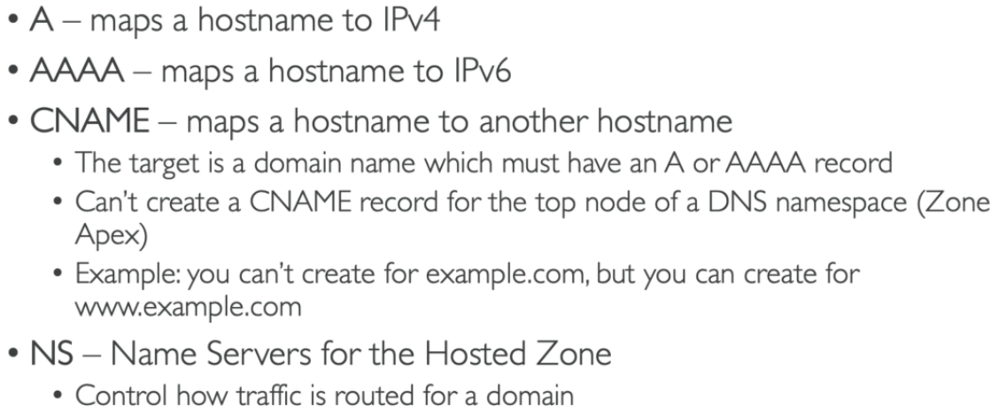 • A – maps a hostname to IPv4
• AAAA – maps a hostname to IPv6
• CNAME – maps a hostname to another hostname
• The target is a domain name which must have an A or AAAA record
• Can't create a CNAME record for the top node of a DNS namespace (Zone
Apex)
• Example: you can't create for example.com, but you can create for
www.example.com
• NS – Name Servers for the Hosted Zone
• Control how traffic is routed for a domain